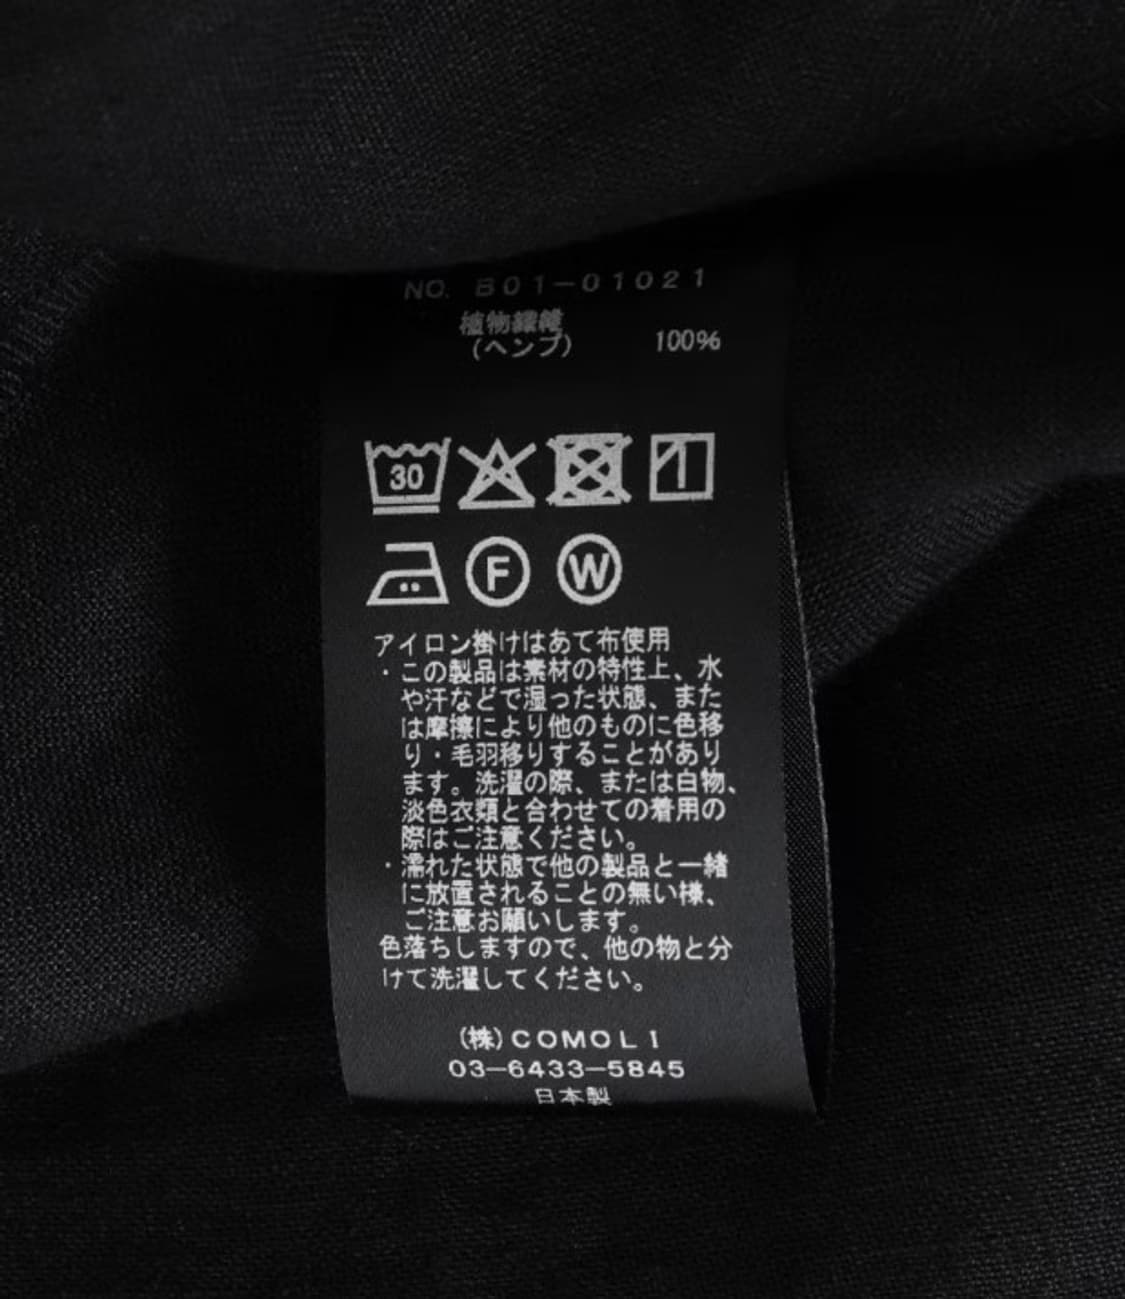 NO. B01-01021
植物繊維
(ヘンプ) 100%
30
F W
アイロン掛けはあて布使用
・この製品は素材の特性上、水
や汗などで湿った状態、また
は摩擦により他のものに色移
り・毛羽移りすることがあり
ます。洗濯の際、または白物、
淡色衣類と合わせての着用の
際はご注意ください。
・濡れた状態で他の製品と一緒
に放置されることの無い様、
ご注意お願いします。
色落ちしますので、他の物と分
けて洗濯してください。
(株)COMOLI
03-6433-5845
日本製